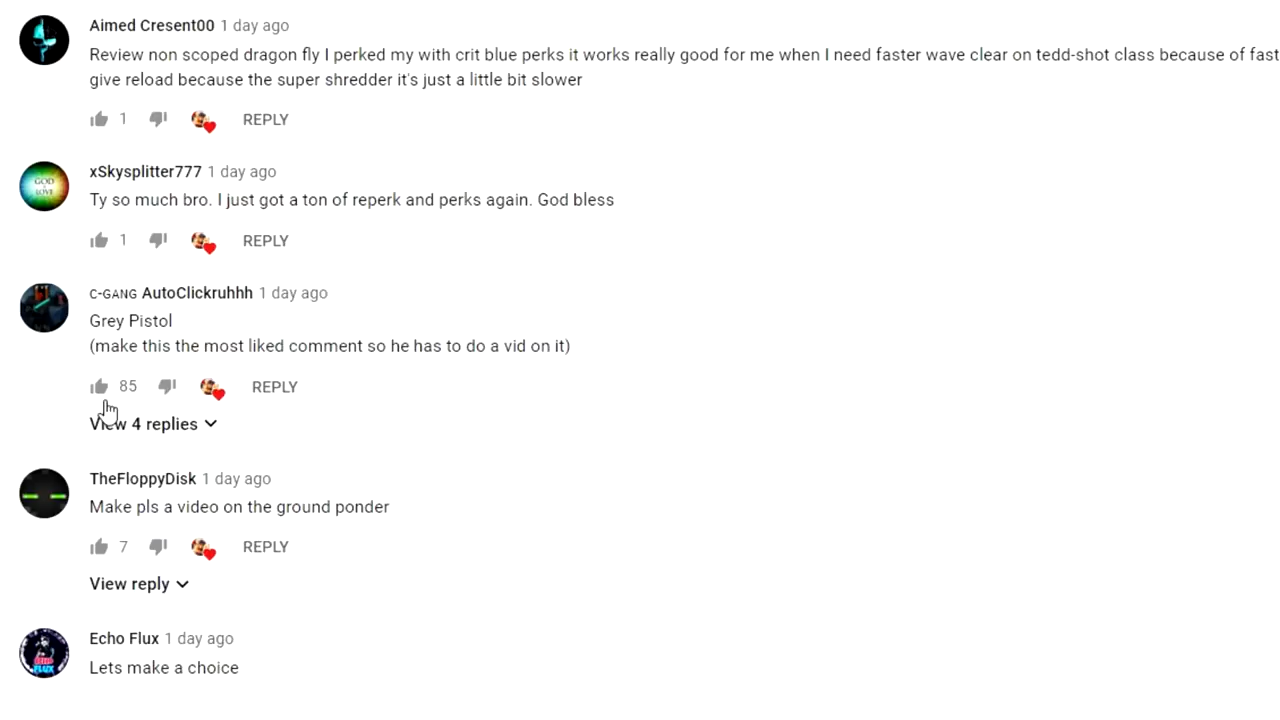 Aimed Cresent00 1 day ago
Review non scoped dragon fly I perked my with crit blue perks it works really good for me when I need faster wave clear on tedd-shot class because of fast
give reload because the super shredder it's just a little bit slower
1 REPLY
xSkysplitter777 1 day ago
GOD
LOVE
Ty so much bro. I just got a ton of reperk and perks again. God bless
1 REPLY
C-GANG AutoClickruhhh 1 day ago
Grey Pistol
(make this the most liked comment so he has to do a vid on it)
85 REPLY
View 4 replies
TheFloppyDisk 1 day ago
Make pls a video on the ground ponder
7 REPLY
View reply
Echo Flux 1 day ago
FLUX
Lets make a choice